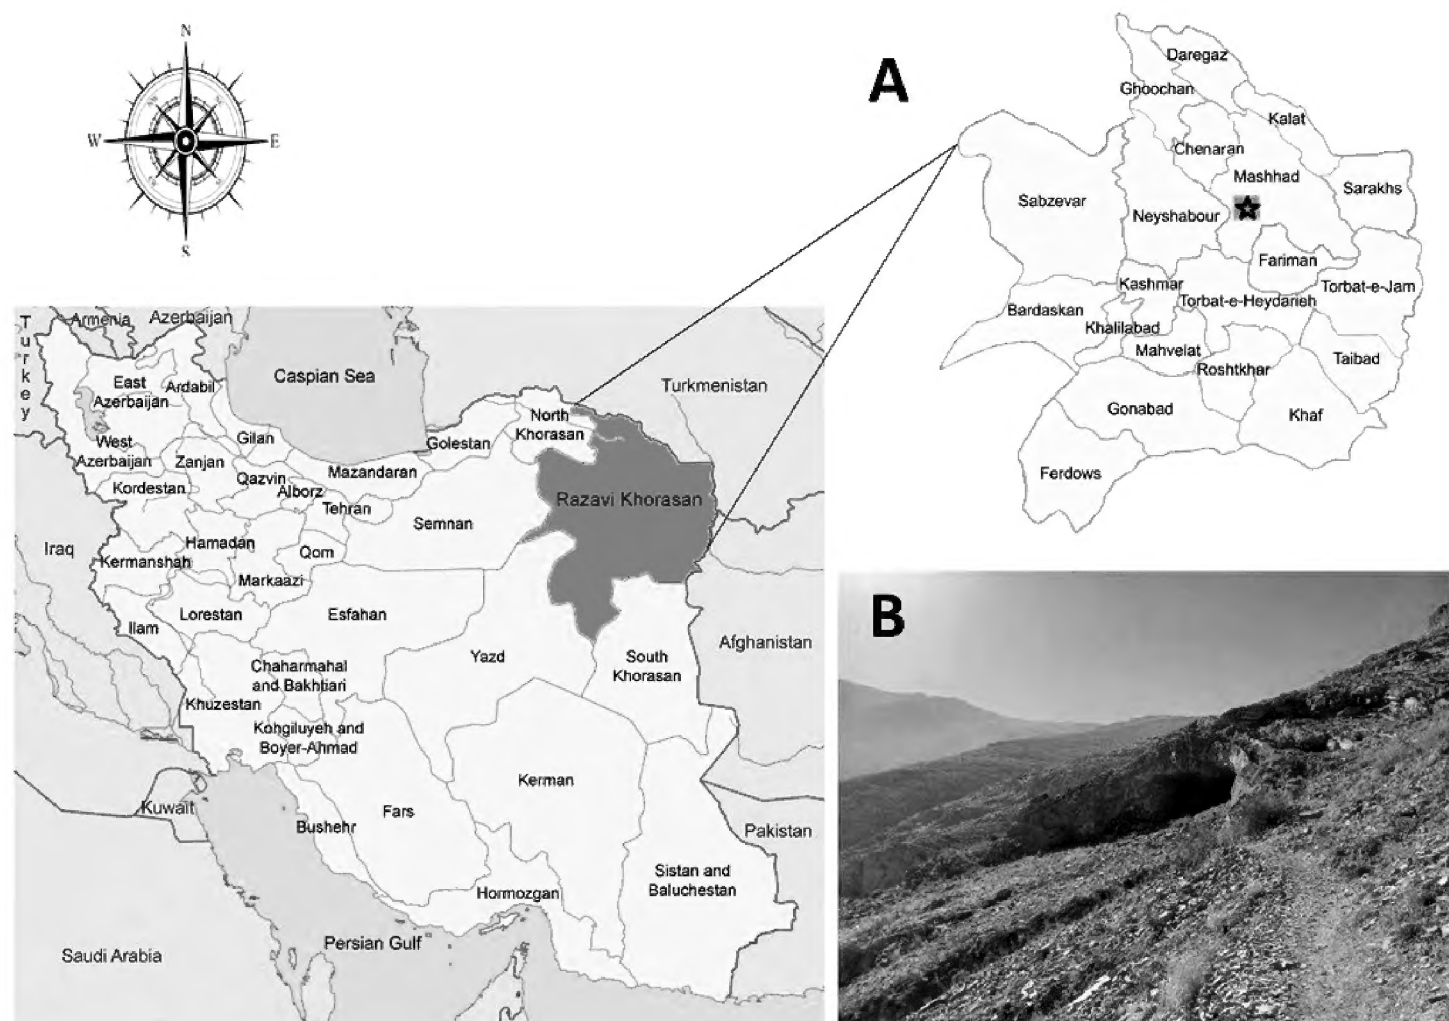 N
W
E
S
A
Daregaz
Ghoochan
Kalat
Chenaran
Mashhad
Sarakhs
Sabzevar
Neyshabour
Fariman
Kashmar
Torbat-e-Jam
Torbat-e-Heydarieh
Bardaskan
Khalilabad
Mahvelat
Taibad
Roshtkhar
Gonabad
Khaf
Ferdows
Turkey
Armenia
Azerbaijan
Caspian Sea
Turkmenistan
East
Azerbaijan
Ardabil
North
Khorasan
Golestan
Gilan
West
Azerbaijan
Zanjan
Mazandaran
Qazvin
Alborz
Kordestan
Tehran
Razavi Khorasan
Semnan
Iraq
Hamadan
Qom
Kermanshah
Markaazi
Lorestan
Esfahan
Ilam
Afghanistan
Yazd
South
Khorasan
Chaharmahal
and Bakhtiari
Khuzestan
Kohgiluyeh and
Boyer-Ahmad
Kerman
Kuwait
Fars
Bushehr
Pakistan
Sistan and
Baluchestan
Hormozgan
Persian Gulf
Saudi Arabia
B